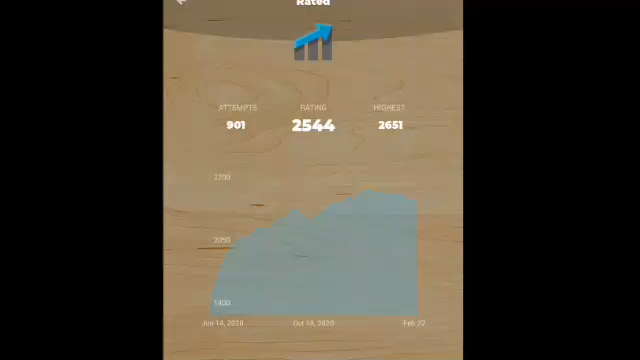 Rated
ATTEMPTS RATING HIGHEST
901 2544 2651
2700
2050
1400
Jun 14, 2020 Oct 18, 2020 Feb 22